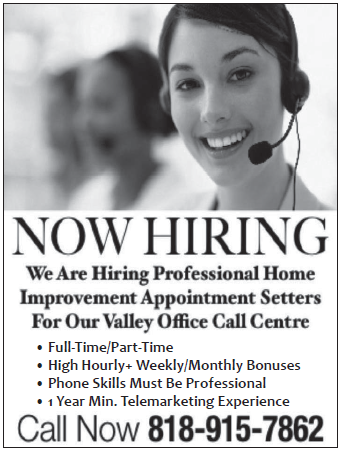 NOW HIRING
We Are Hiring Professional Home
Improvement Appointment Setters
For Our Valley Office Call Centre
• Full-Time/Part-Time
• High Hourly+ Weekly/Monthly Bonuses
• Phone Skills Must Be Professional
• 1 Year Min. Telemarketing Experience
Call Now 818-915-7862